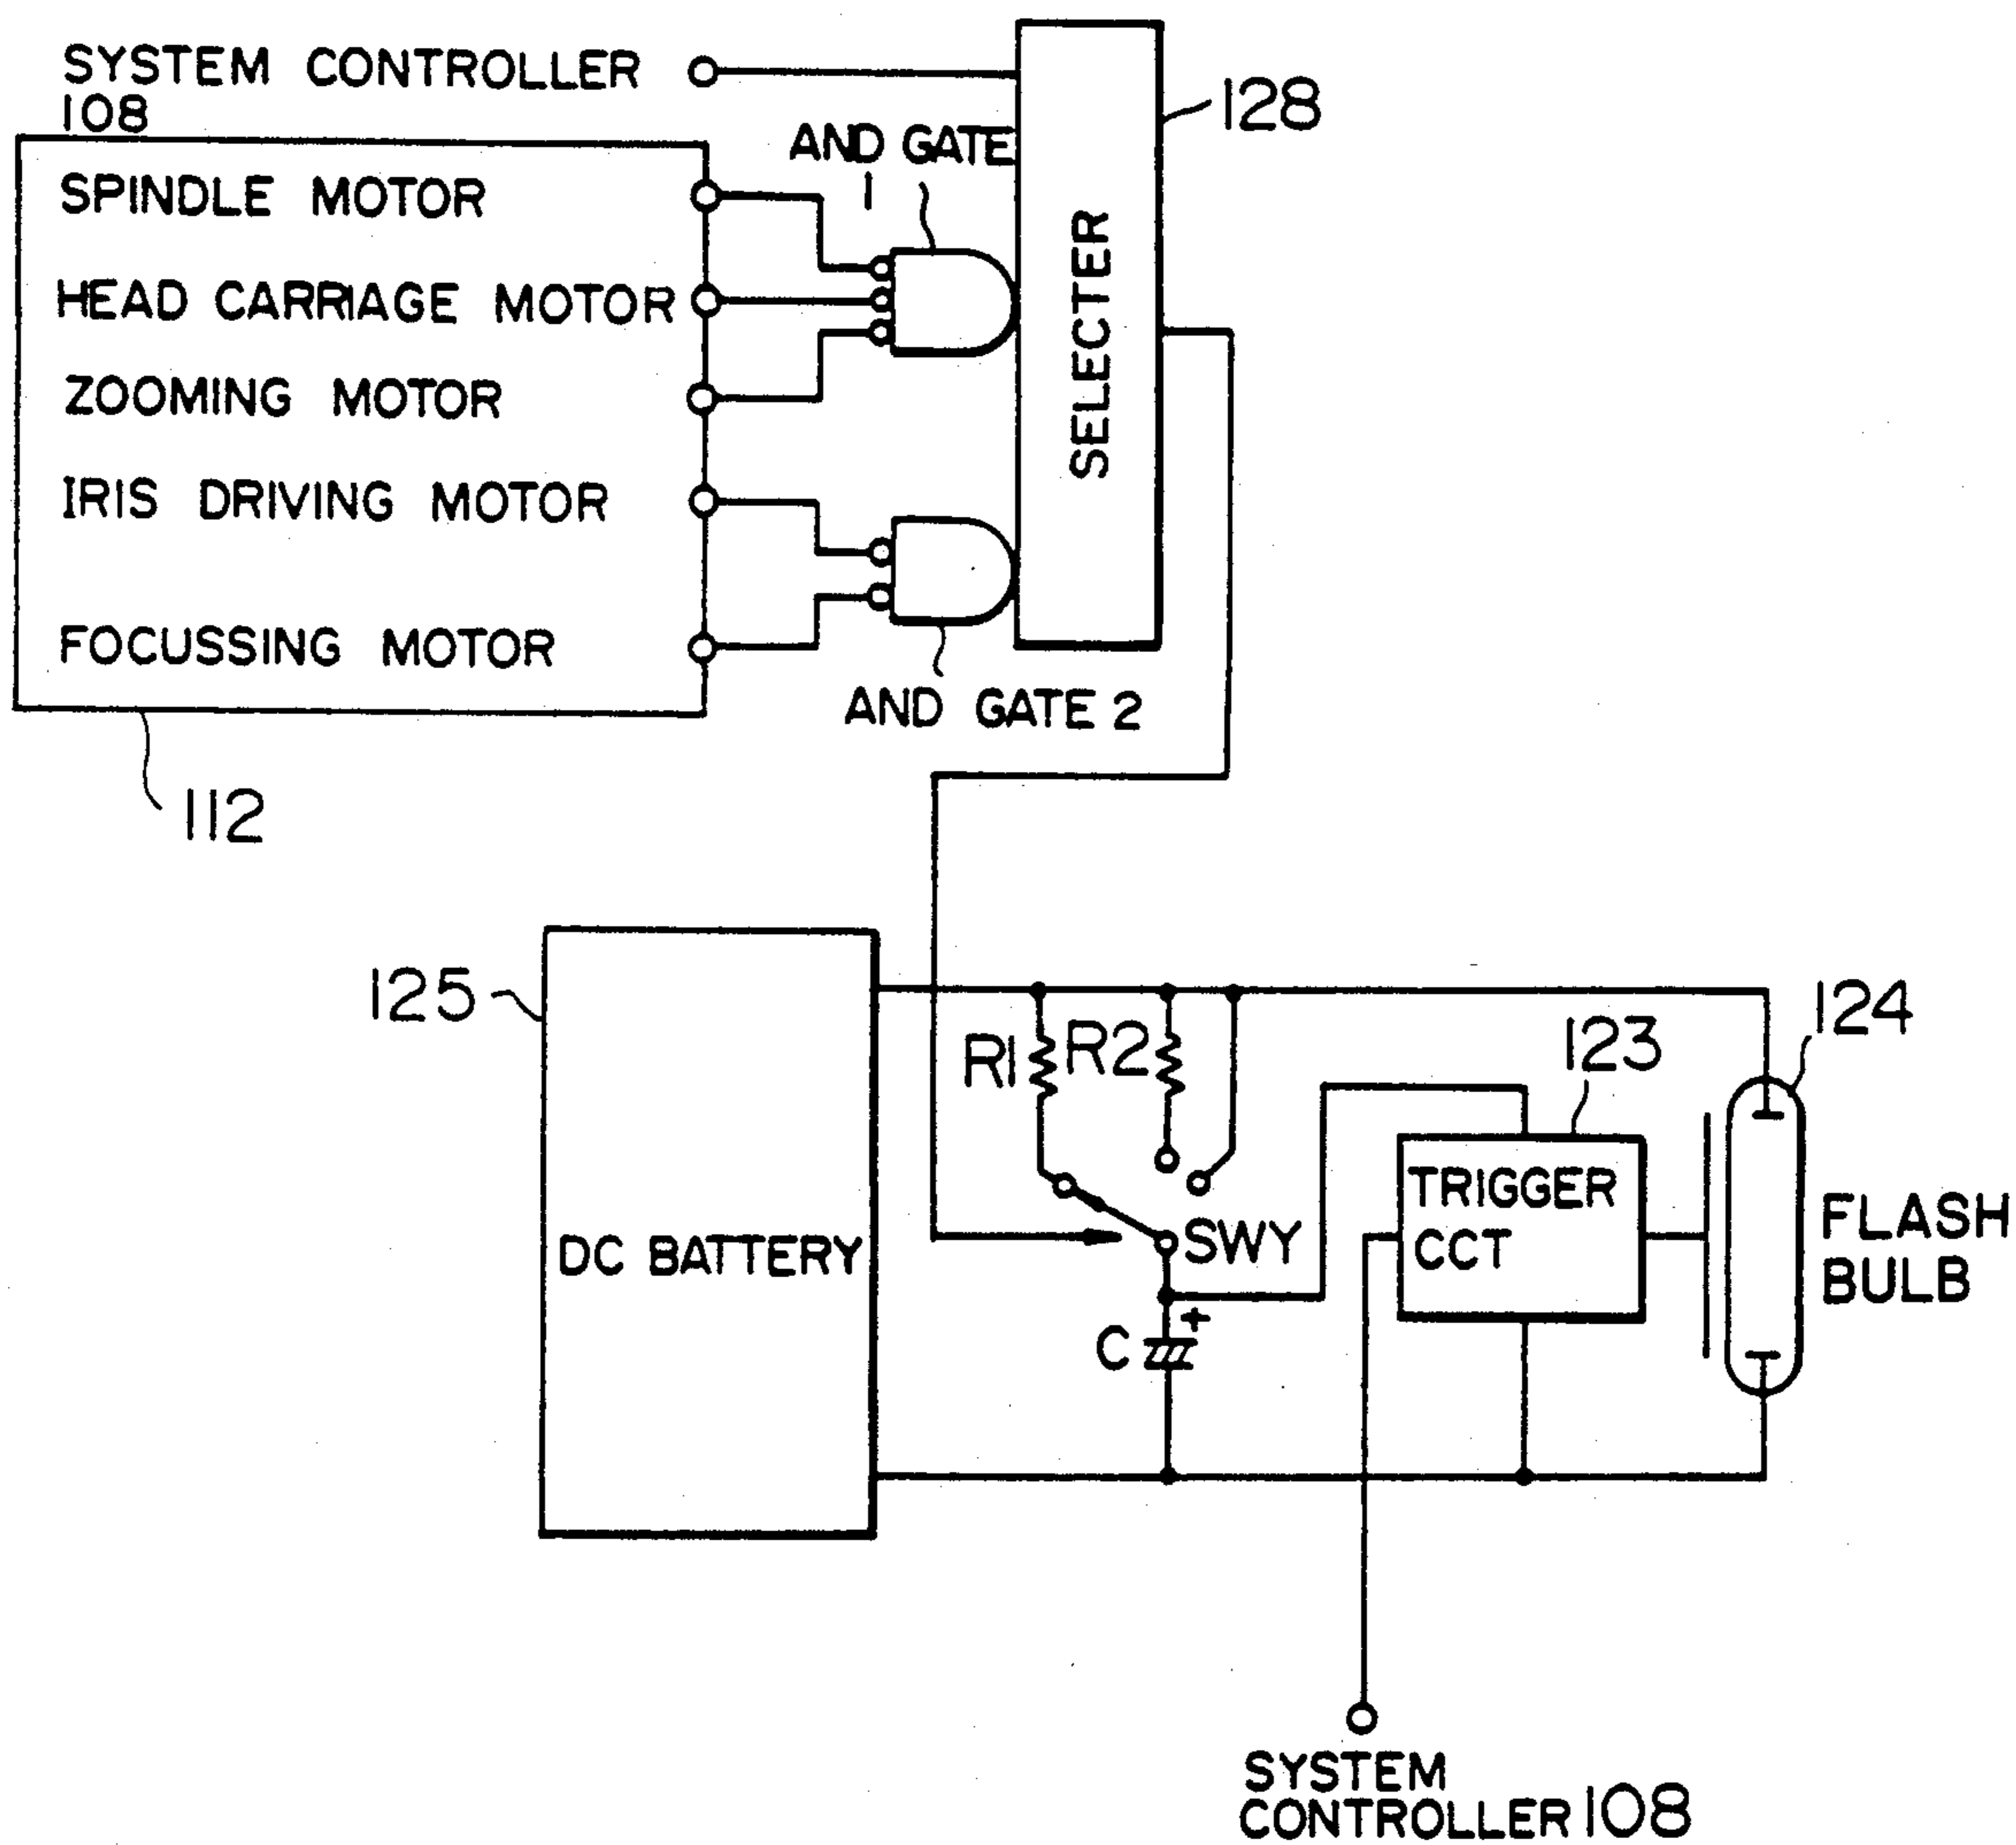 SYSTEM CONTROLLER
108
128
AND GATE
1
SPINDLE MOTOR
HEAD CARRIAGE MOTOR
SELECTER
ZOOMING MOTOR
IRIS DRIVING MOTOR
FOCUSSING MOTOR
AND GATE 2
112
125
124
123
R1
R2
TRIGGER
CCT
FLASH
BULB
DC BATTERY
SWY
+
C
SYSTEM
CONTROLLER 108